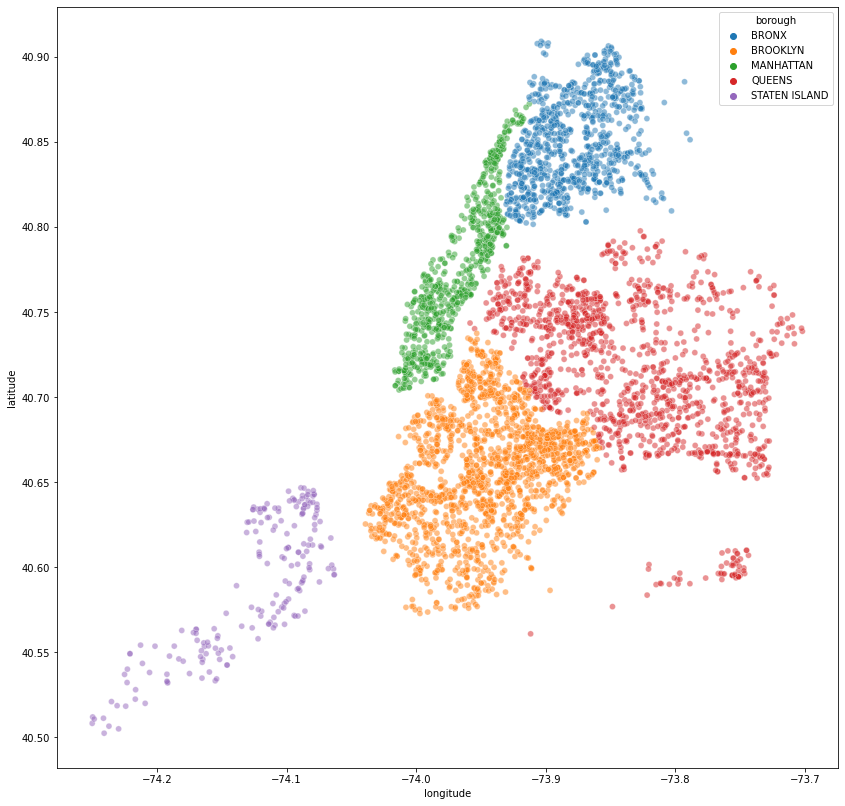 borough
BRONX
BROOKLYN
MANHATTAN
QUEENS
STATEN ISLAND
latitude
40.90
40.85
40.80
40.75
40.70
40.65
40.60
40.55
40.50
−74.2
−74.1
−74.0
−73.9
−73.8
−73.7
longitude